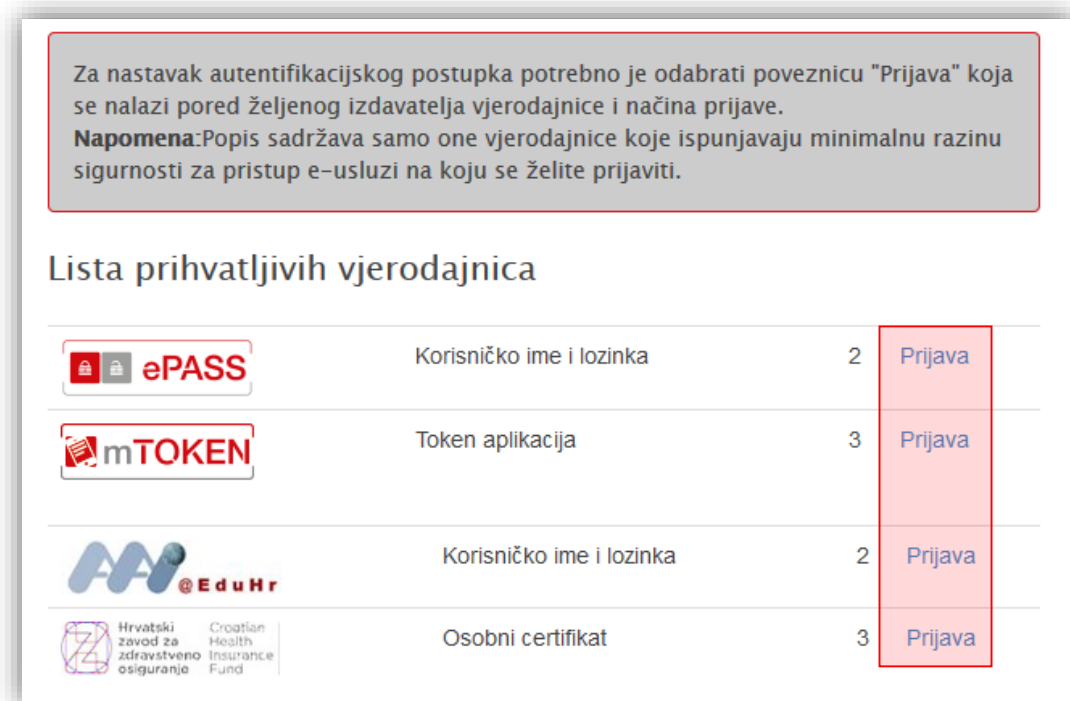 Za nastavak autentifikacijskog postupka potrebno je odabrati poveznicu "Prijava" koja
se nalazi pored željenog izdavatelja vjerodajnice i načina prijave.
Napomena:Popis sadržava samo one vjerodajnice koje ispunjavaju minimalnu razinu
sigurnosti za pristup e-usluzi na koju se želite prijaviti.
Lista prihvatljivih vjerodajnica
ePASS Korisničko ime i lozinka 2 Prijava
mTOKEN Token aplikacija 3 Prijava
AAI@EduHr Korisničko ime i lozinka 2 Prijava
Hrvatski zavod za zdravstveno osiguranje Croatian Health Insurance Fund Osobni certifikat 3 Prijava